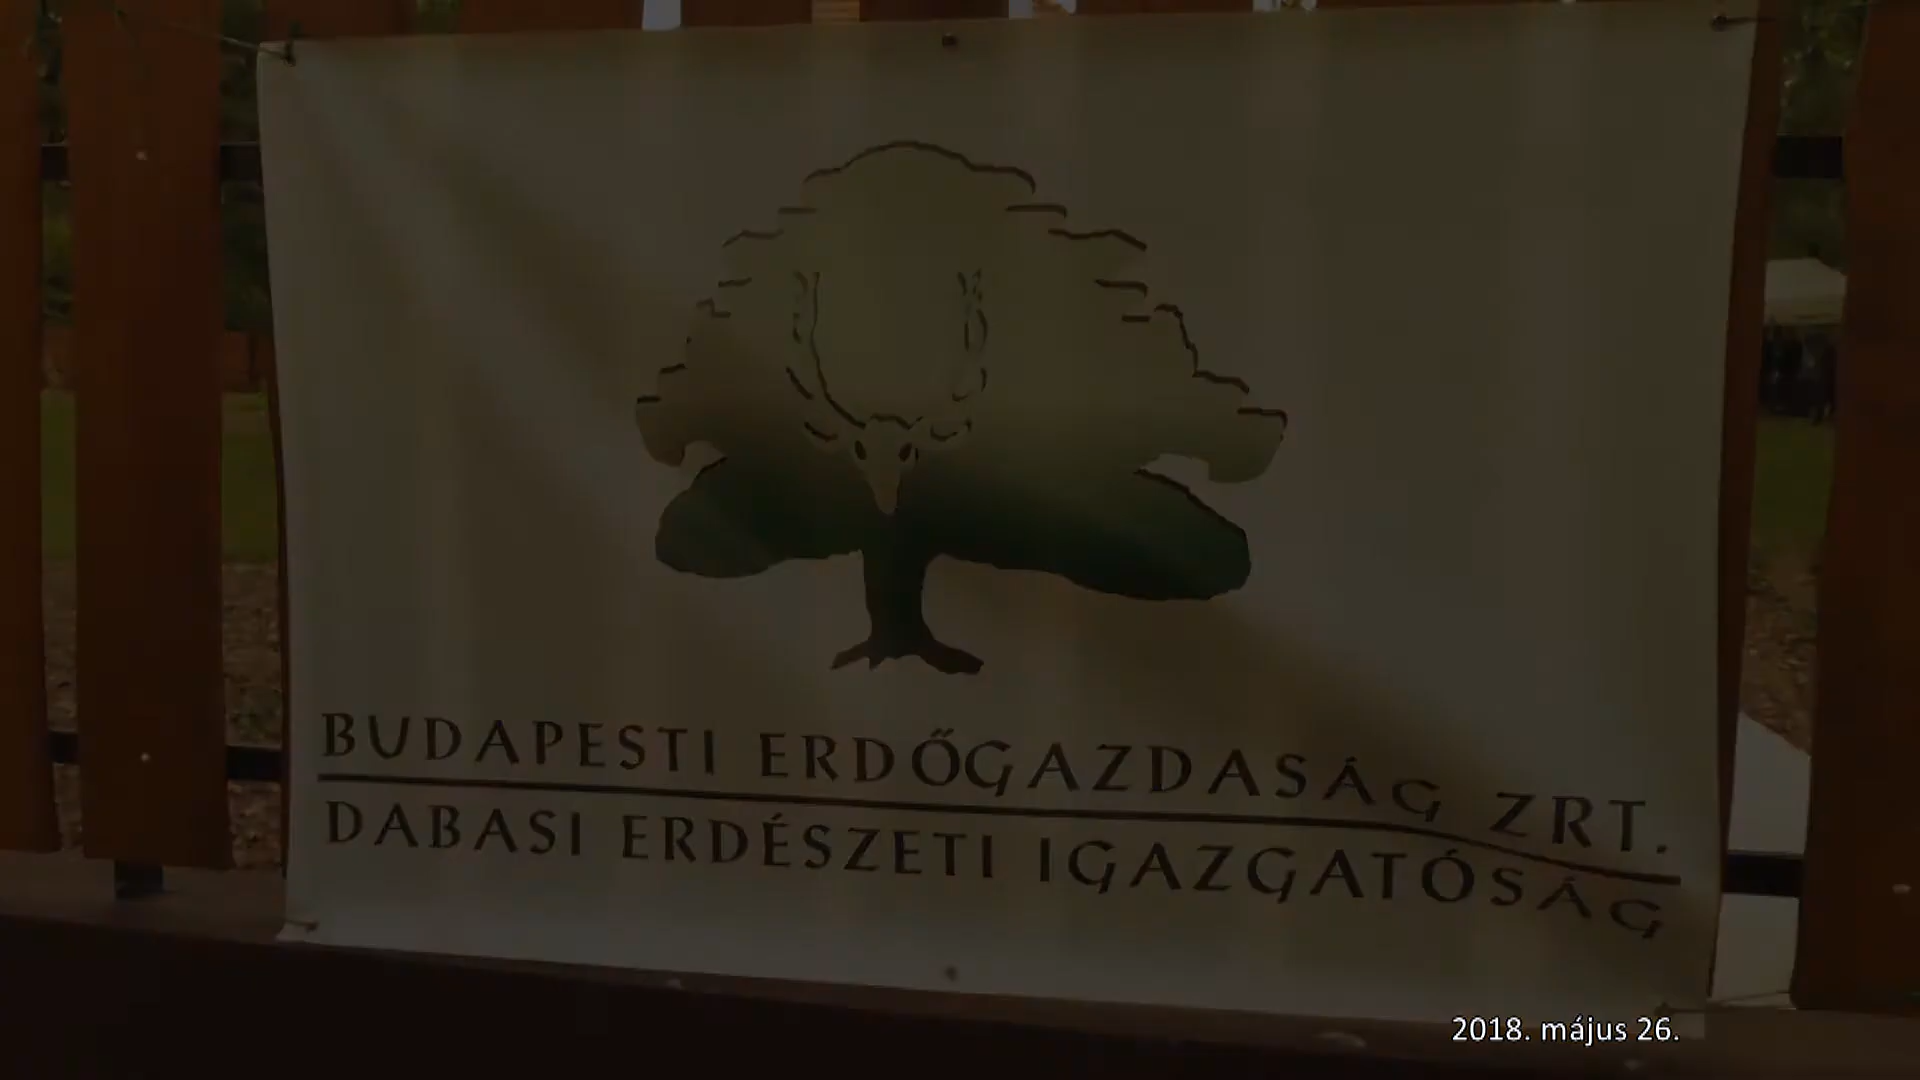 BUDAPESTI ERDŐGAZDASÁG ZRT.
DABASI ERDÉSZETI IGAZGATÓSÁG
2018. május 26.